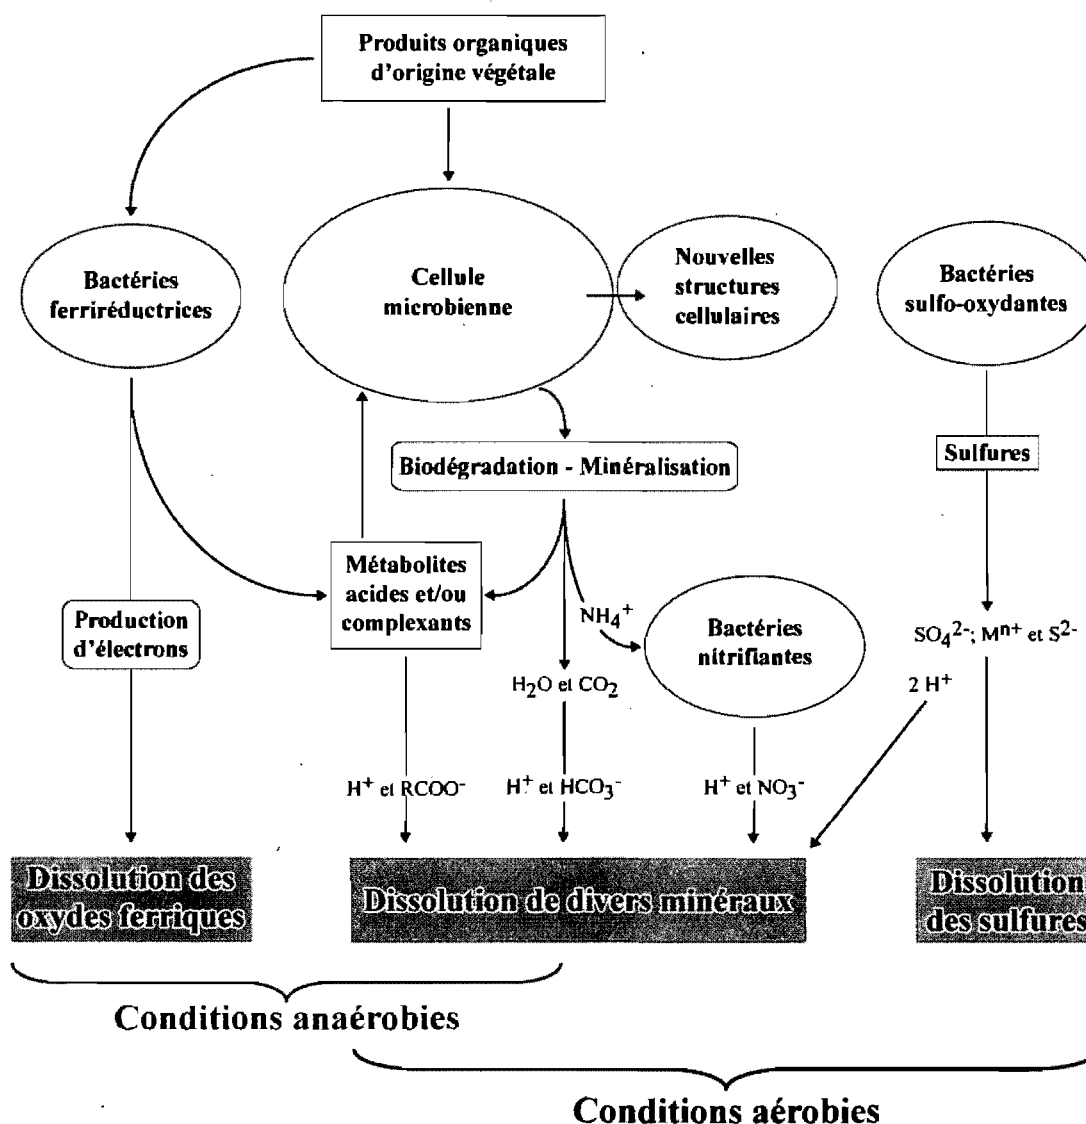 Produits organiques
d'origine végétale
Bactéries
ferriréductrices
Cellule
microbienne
Nouvelles
structures
cellulaires
Bactéries
sulfo-oxydantes
Biodégradation - Minéralisation
Sulfures
Métabolites
acides et/ou
complexants
Production
d'électrons
NH₄⁺
Bactéries
nitrifiantes
SO₄²⁻; Mⁿ⁺ et S²⁻
H₂O et CO₂
2 H⁺
H⁺ et RCOO⁻
H⁺ et HCO₃⁻
H⁺ et NO₃⁻
Dissolution des
oxydes ferriques
Dissolution de divers minéraux
Dissolution
des sulfures
Conditions anaérobies
Conditions aérobies